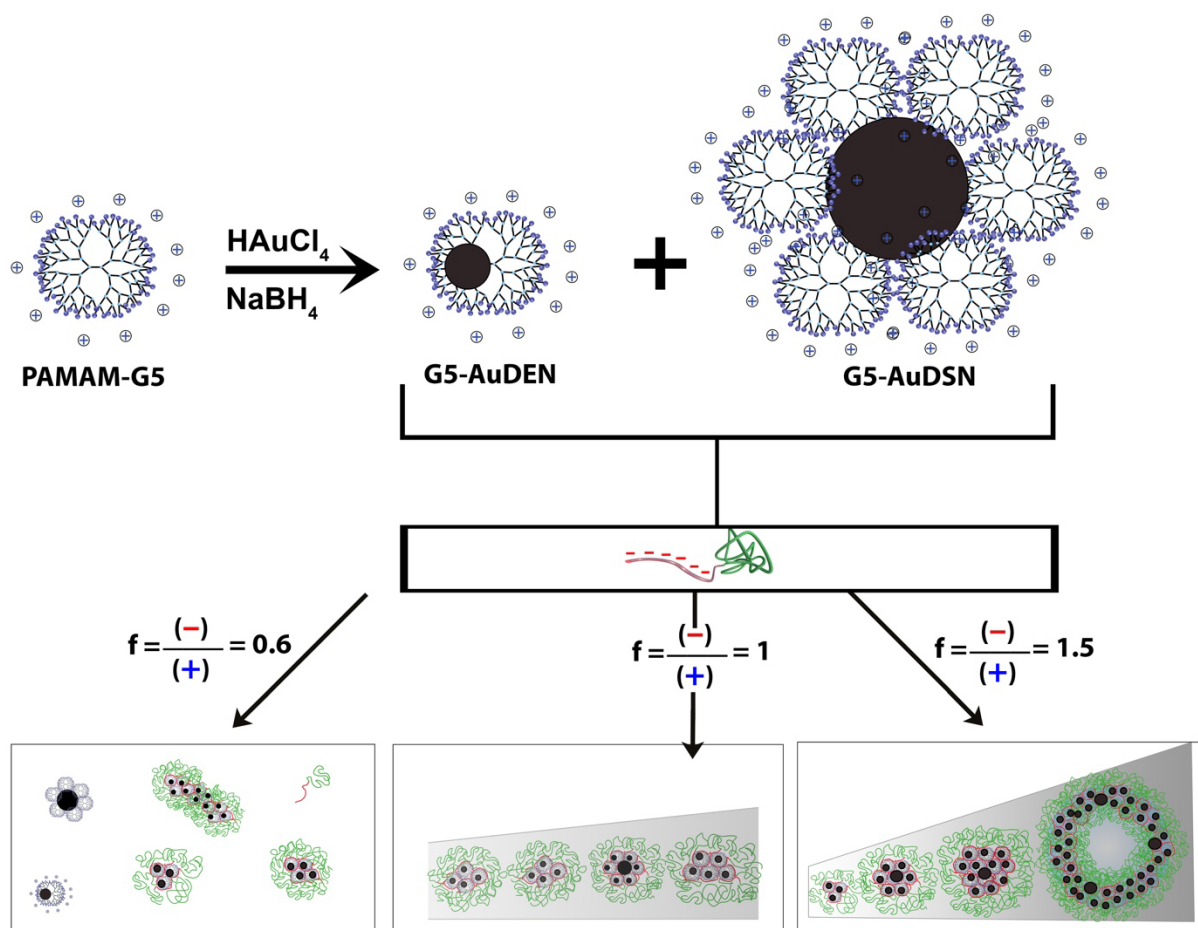 HAuCl₄
NaBH₄
+
PAMAM-G5
G5-AuDEN
G5-AuDSN
f = (−)/(+) = 0.6
f = (−)/(+) = 1
f = (−)/(+) = 1.5